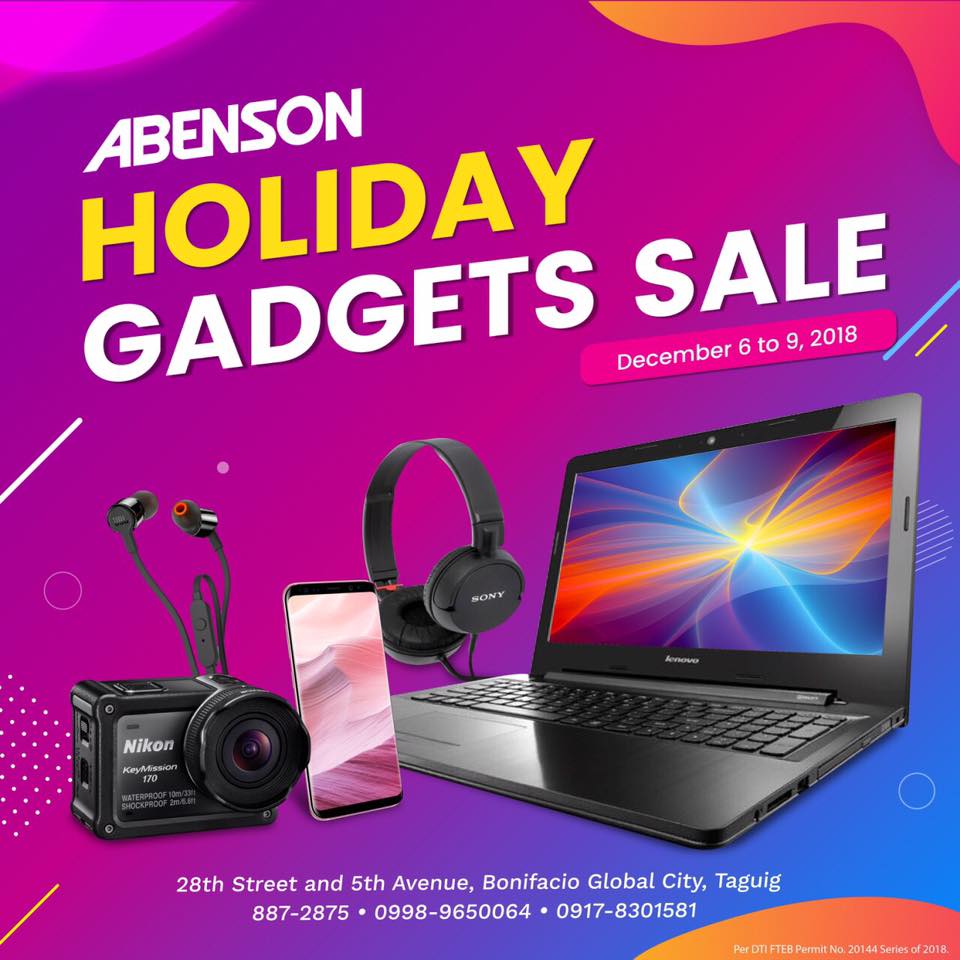 ABENSON
HOLIDAY
GADGETS SALE
December 6 to 9, 2018
JBL
SONY
lenovo
Nikon
KeyMission
170
WATERPROOF 10m/33ft
SHOCKPROOF 2m/6.6ft
28th Street and 5th Avenue, Bonifacio Global City, Taguig
887-2875 • 0998-9650064 • 0917-8301581
Per DTI FTEB Permit No. 20144 Series of 2018.